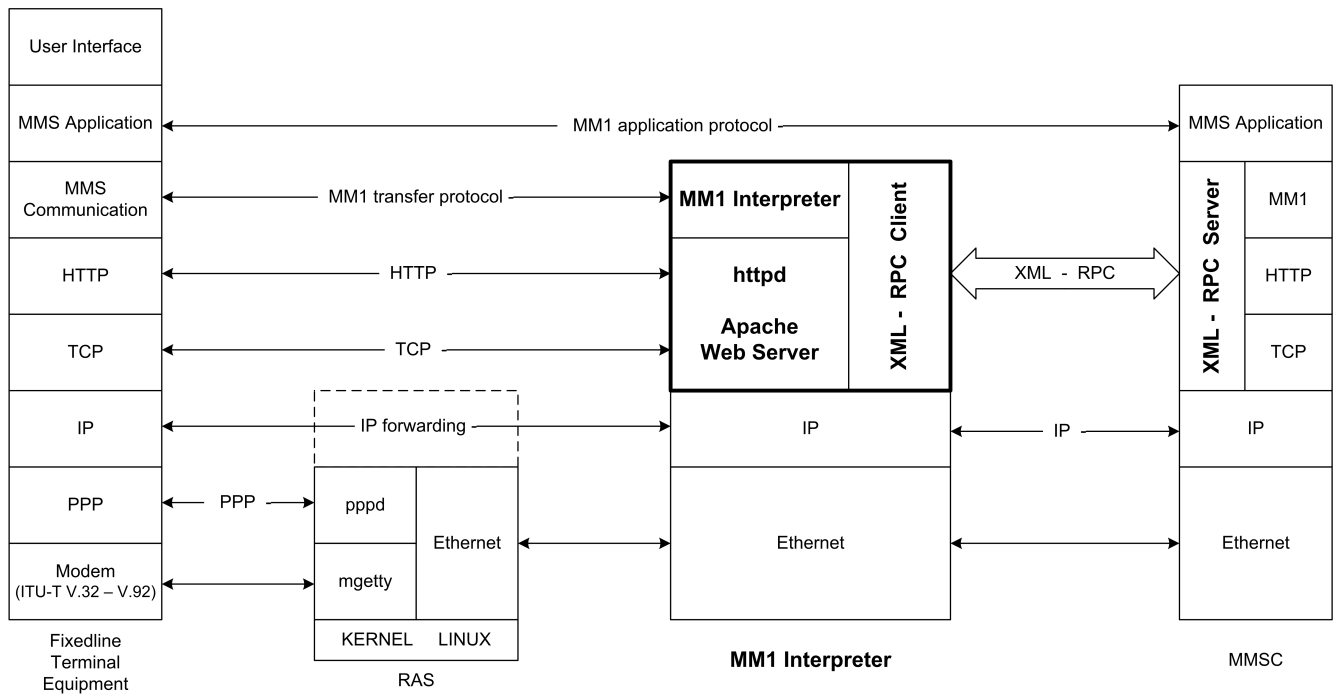 User Interface
MMS Application
MM1 application protocol
MMS Application
MMS
Communication
MM1 transfer protocol
MM1 Interpreter
XML - RPC Client
XML - RPC Server
MM1
HTTP
HTTP
httpd
XML - RPC
HTTP
Apache
Web Server
TCP
TCP
TCP
IP
IP forwarding
IP
IP
IP
PPP
PPP
pppd
Ethernet
Ethernet
Ethernet
Modem
(ITU-T V.32 – V.92)
mgetty
KERNEL LINUX
Fixedline
Terminal
Equipment
RAS
MM1 Interpreter
MMSC